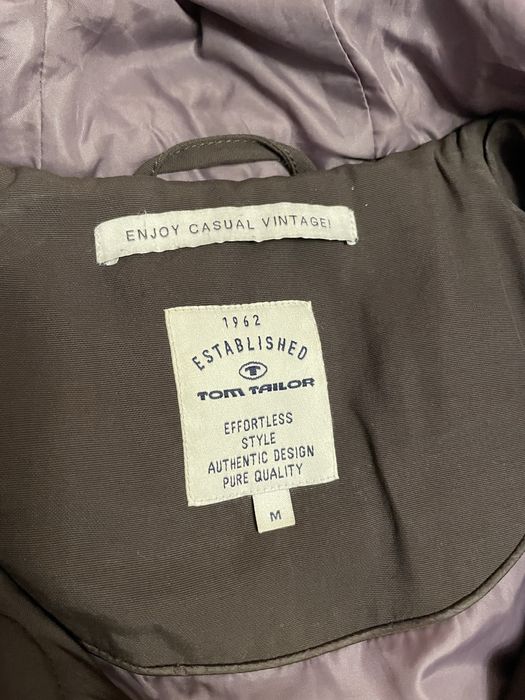 ENJOY CASUAL VINTAGE!
1962
ESTABLISHED
T
TOM TAILOR
EFFORTLESS
STYLE
AUTHENTIC DESIGN
PURE QUALITY
M